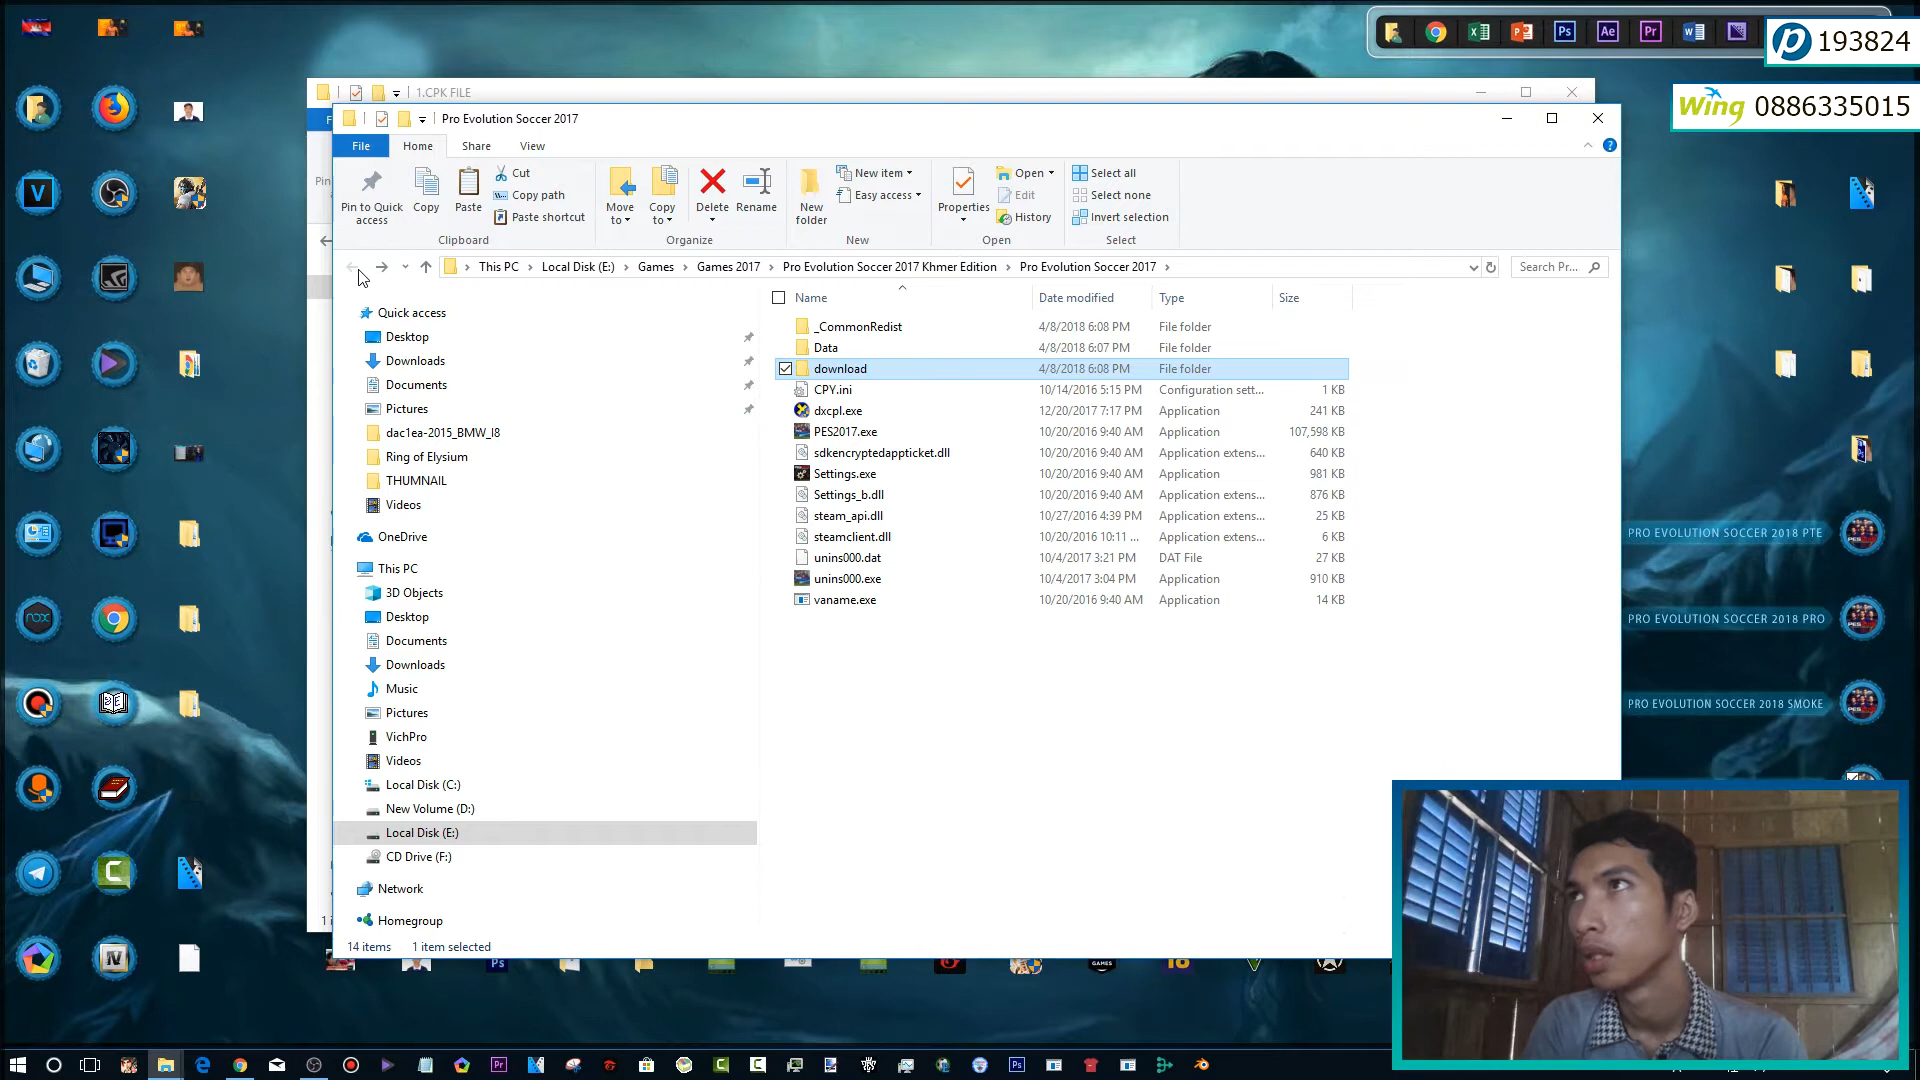 193824
Wing 0886335015
1.CPK FILE
Pro Evolution Soccer 2017
File Home Share View
Pin to Quick access
Copy
Paste
Cut
Copy path
Paste shortcut
Clipboard
Move to
Copy to
Delete
Rename
Organize
New folder
New item
Easy access
New
Properties
Open
Edit
History
Open
Select all
Select none
Invert selection
Select
This PC > Local Disk (E:) > Games > Games 2017 > Pro Evolution Soccer 2017 Khmer Edition > Pro Evolution Soccer 2017 >
Search Pr...
Quick access
Desktop
Downloads
Documents
Pictures
dac1ea-2015_BMW_I8
Ring of Elysium
THUMNAIL
Videos
OneDrive
This PC
3D Objects
Desktop
Documents
Downloads
Music
Pictures
VichPro
Videos
Local Disk (C:)
New Volume (D:)
Local Disk (E:)
CD Drive (F:)
Network
Homegroup
Name Date modified Type Size
_CommonRedist 4/8/2018 6:08 PM File folder
Data 4/8/2018 6:07 PM File folder
download 4/8/2018 6:08 PM File folder
CPY.ini 10/14/2016 5:15 PM Configuration sett... 1 KB
dxcpl.exe 12/20/2017 7:17 PM Application 241 KB
PES2017.exe 10/20/2016 9:40 AM Application 107,598 KB
sdkencryptedappticket.dll 10/20/2016 9:40 AM Application extens... 640 KB
Settings.exe 10/20/2016 9:40 AM Application 981 KB
Settings_b.dll 10/20/2016 9:40 AM Application extens... 876 KB
steam_api.dll 10/27/2016 4:39 PM Application extens... 25 KB
steamclient.dll 10/20/2016 10:11 ... Application extens... 6 KB
unins000.dat 10/4/2017 3:21 PM DAT File 27 KB
unins000.exe 10/4/2017 3:04 PM Application 910 KB
vaname.exe 10/20/2016 9:40 AM Application 14 KB
14 items 1 item selected
PRO EVOLUTION SOCCER 2018 PTE
PRO EVOLUTION SOCCER 2018 PRO
PRO EVOLUTION SOCCER 2018 SMOKE